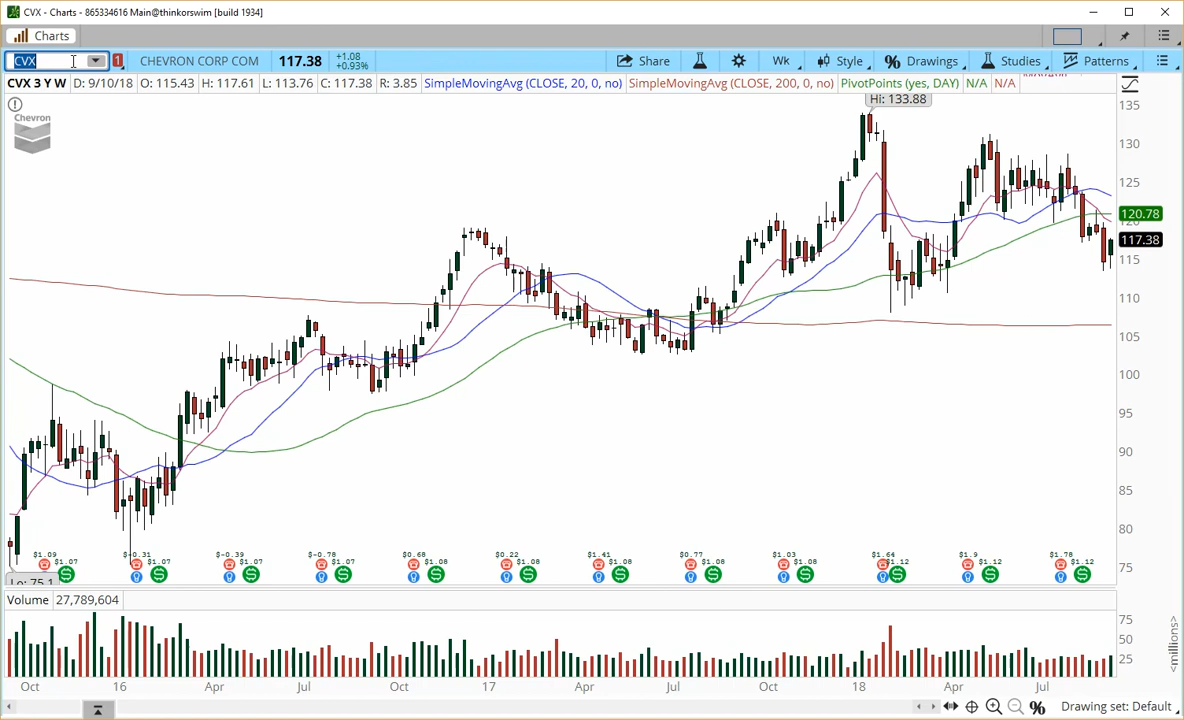 CVX - Charts - 865334616 Main@thinkorswim [build 1934]
Charts
CVX 1 CHEVRON CORP COM 117.38 +1.08 +0.93% Share Wk Style % Drawings Studies Patterns
CVX 3 Y W D: 9/10/18 O: 115.43 H: 117.61 L: 113.76 C: 117.38 R: 3.85 SimpleMovingAvg (CLOSE, 20, 0, no) SimpleMovingAvg (CLOSE, 200, 0, no) PivotPoints (yes, DAY) N/A N/A
Hi: 133.88
Chevron
135
130
125
120.78
120
117.38
115
110
105
100
95
90
85
80
75
$1.09 $-0.31 $-0.39 $-0.78 $0.68 $0.22 $1.41 $0.77 $1.03 $1.64 $1.9 $1.78
$1.07 $1.07 $1.07 $1.07 $1.08 $1.08 $1.08 $1.08 $1.08 $1.12 $1.12 $1.12
Lo: 75.1
Volume 27,789,604
75
50
25
<millions>
Oct 16 Apr Jul Oct 17 Apr Jul Oct 18 Apr Jul
% Drawing set: Default